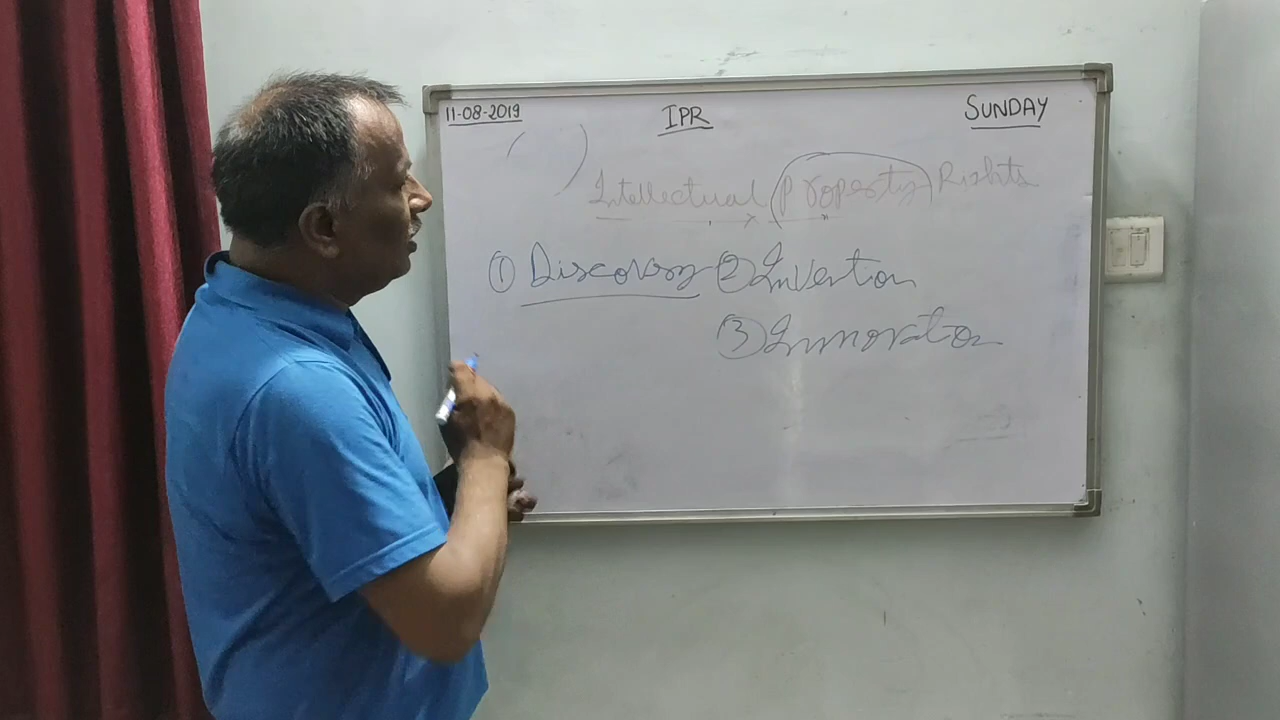 11-08-2019 IPR SUNDAY
Intellectual Property Rights
① Discovery ② Invention
③ Innovation